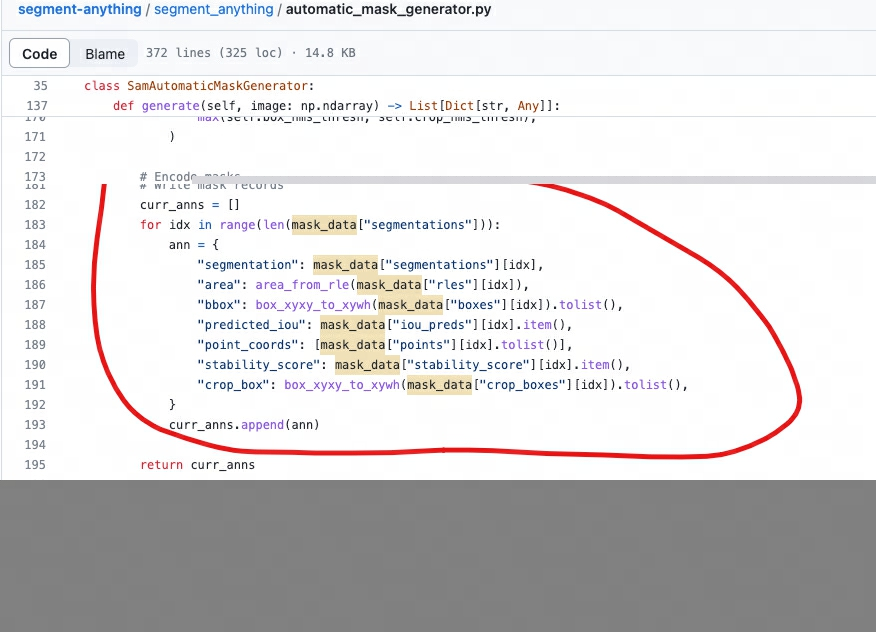 segment-anything / segment_anything / automatic_mask_generator.py
Code Blame 372 lines (325 loc) · 14.8 KB
35 class SamAutomaticMaskGenerator:
137 def generate(self, image: np.ndarray) -> List[Dict[str, Any]]:
170 max(self.box_nms_thresh, self.crop_nms_thresh),
171 )
172
173 # Encode masks
181 # Write mask records
182 curr_anns = []
183 for idx in range(len(mask_data["segmentations"])):
184 ann = {
185 "segmentation": mask_data["segmentations"][idx],
186 "area": area_from_rle(mask_data["rles"][idx]),
187 "bbox": box_xyxy_to_xywh(mask_data["boxes"][idx]).tolist(),
188 "predicted_iou": mask_data["iou_preds"][idx].item(),
189 "point_coords": [mask_data["points"][idx].tolist()],
190 "stability_score": mask_data["stability_score"][idx].item(),
191 "crop_box": box_xyxy_to_xywh(mask_data["crop_boxes"][idx]).tolist(),
192 }
193 curr_anns.append(ann)
194
195 return curr_anns